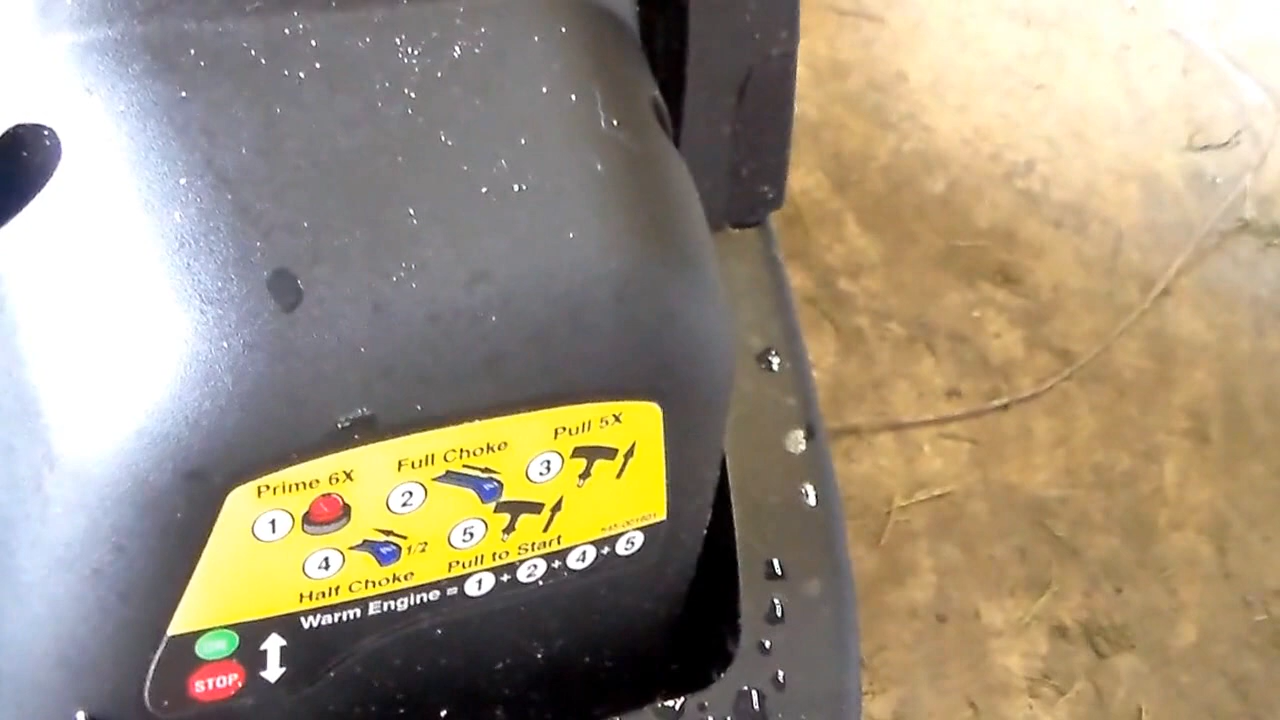 Prime 6X
Full Choke
Pull 5X
1
2
3
4
1/2
5
Half Choke
Pull to Start
Warm Engine = 1 + 2 + 4 + 5
ON
STOP